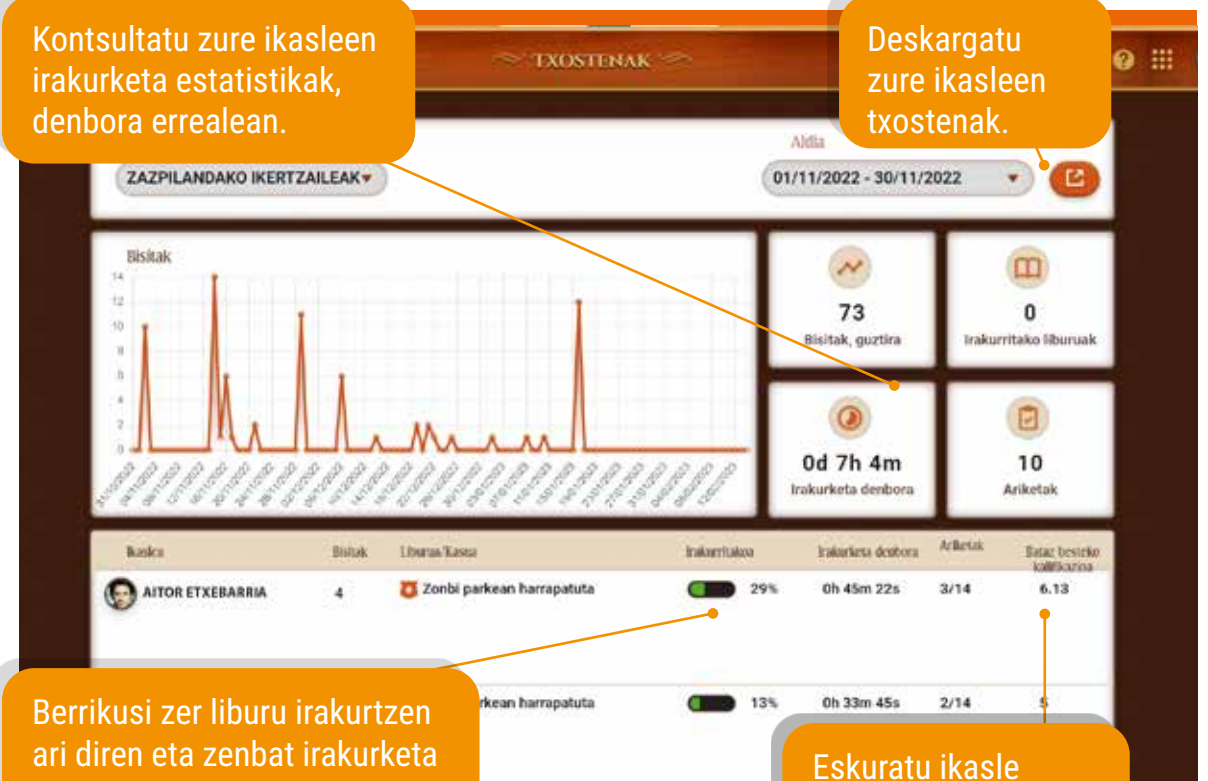 Kontsultatu zure ikasleen
irakurketa estatistikak,
denbora errealean.
TXOSTENAK
Deskargatu
zure ikasleen
txostenak.
Aldia
ZAZPILANDAKO IKERTZAILEAK
01/11/2022 - 30/11/2022
Bisitak
14
12
10
8
6
4
2
0
73
Bisitak, guztira
0
Irakurritako liburuak
0d 7h 4m
Irakurketa denbora
10
Ariketak
Ikaslea Bisitak Liburua/Kasua Irakurritakoa Irakurketa denbora Ariketak Bataz besteko
kalifikazioa
AITOR ETXEBARRIA 4 Zonbi parkean harrapatuta 29% 0h 45m 22s 3/14 6.13
rkean harrapatuta 13% 0h 33m 45s 2/14 5
Berrikusi zer liburu irakurtzen
ari diren eta zenbat irakurketa
Eskuratu ikasle